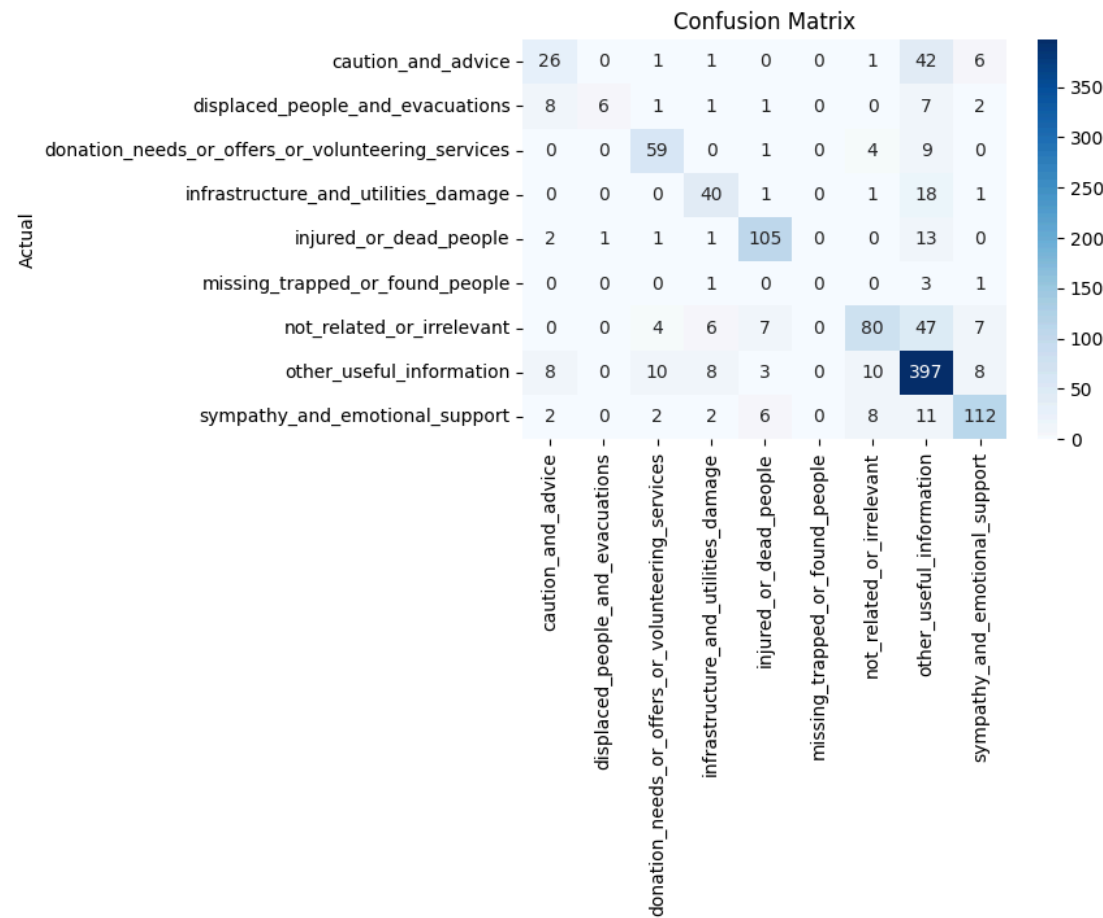 Confusion Matrix
Actual
caution_and_advice 26 0 1 1 0 0 1 42 6
displaced_people_and_evacuations 8 6 1 1 1 0 0 7 2
donation_needs_or_offers_or_volunteering_services 0 0 59 0 1 0 4 9 0
infrastructure_and_utilities_damage 0 0 0 40 1 0 1 18 1
injured_or_dead_people 2 1 1 1 105 0 0 13 0
missing_trapped_or_found_people 0 0 0 1 0 0 0 3 1
not_related_or_irrelevant 0 0 4 6 7 0 80 47 7
other_useful_information 8 0 10 8 3 0 10 397 8
sympathy_and_emotional_support 2 0 2 2 6 0 8 11 112
caution_and_advice
displaced_people_and_evacuations
donation_needs_or_offers_or_volunteering_services
infrastructure_and_utilities_damage
injured_or_dead_people
missing_trapped_or_found_people
not_related_or_irrelevant
other_useful_information
sympathy_and_emotional_support
350
300
250
200
150
100
50
0